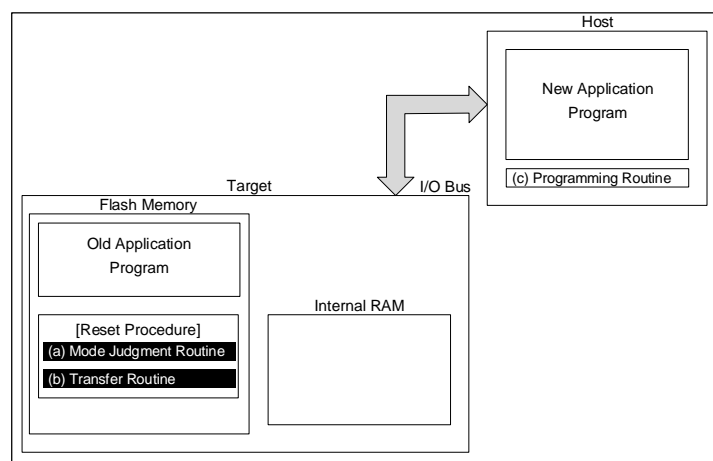 Host
New Application
Program
(c) Programming Routine
Target
I/O Bus
Flash Memory
Old Application
Program
Internal RAM
[Reset Procedure]
(a) Mode Judgment Routine
(b) Transfer Routine